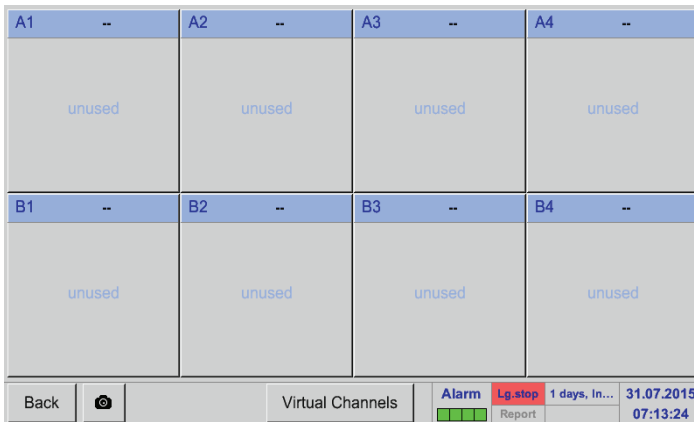 A1 -- A2 -- A3 -- A4 --
unused unused unused unused
B1 -- B2 -- B3 -- B4 --
unused unused unused unused
Back Virtual Channels Alarm Lg.stop 1 days, ln... 31.07.2015
Report 07:13:24